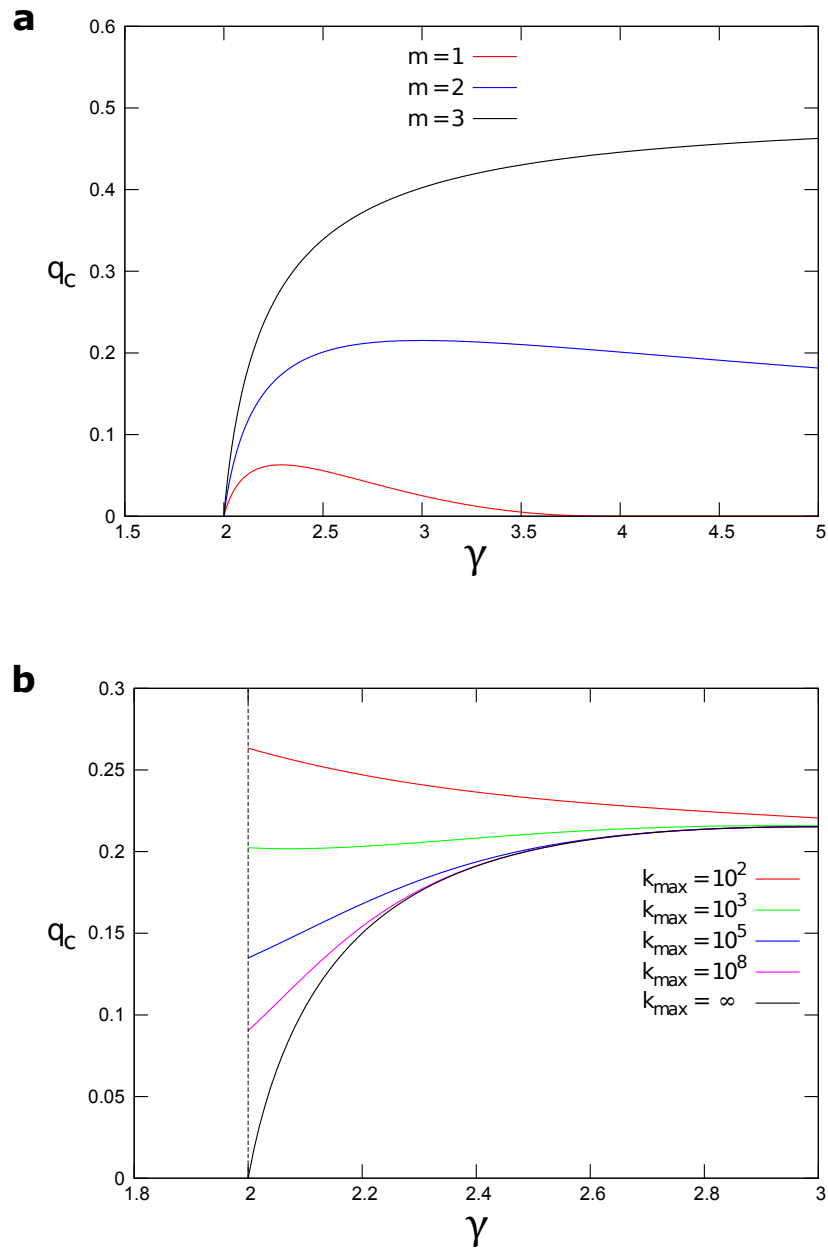 a
0.6
0.5
0.4
0.3
0.2
0.1
0
q_c
m = 1
m = 2
m = 3
1.5 2 2.5 3 3.5 4 4.5 5
γ
b
0.3
0.25
0.2
0.15
0.1
0.05
0
q_c
k_max = 10^2
k_max = 10^3
k_max = 10^5
k_max = 10^8
k_max = ∞
1.8 2 2.2 2.4 2.6 2.8 3
γ